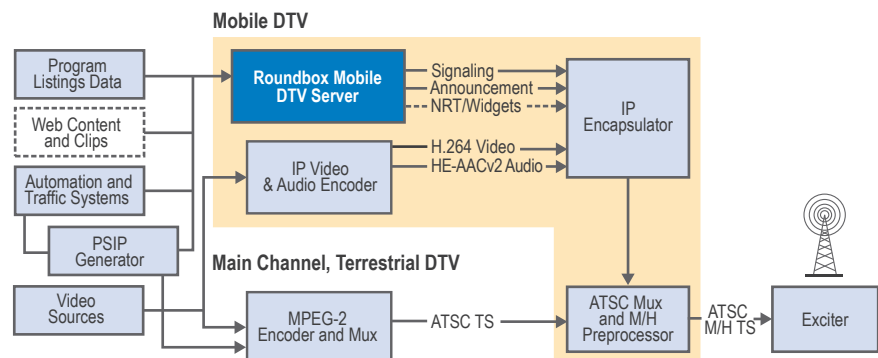 Mobile DTV
Program
Listings Data
Web Content
and Clips
Automation and
Traffic Systems
PSIP
Generator
Video
Sources
Roundbox Mobile
DTV Server
Signaling
Announcement
NRT/Widgets
IP
Encapsulator
IP Video
& Audio Encoder
H.264 Video
HE-AACv2 Audio
Main Channel, Terrestrial DTV
MPEG-2
Encoder and Mux
ATSC TS
ATSC Mux
and M/H
Preprocessor
ATSC
M/H TS
Exciter